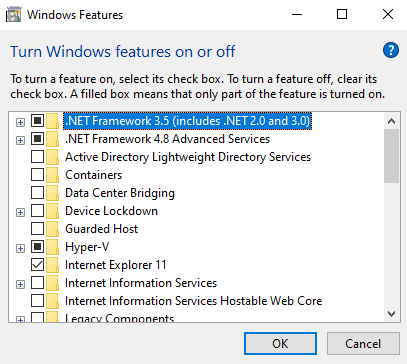 Windows Features
Turn Windows features on or off
?
To turn a feature on, select its check box. To turn a feature off, clear its
check box. A filled box means that only part of the feature is turned on.
.NET Framework 3.5 (includes .NET 2.0 and 3.0)
.NET Framework 4.8 Advanced Services
Active Directory Lightweight Directory Services
Containers
Data Center Bridging
Device Lockdown
Guarded Host
Hyper-V
Internet Explorer 11
Internet Information Services
Internet Information Services Hostable Web Core
Legacy Components
OK
Cancel